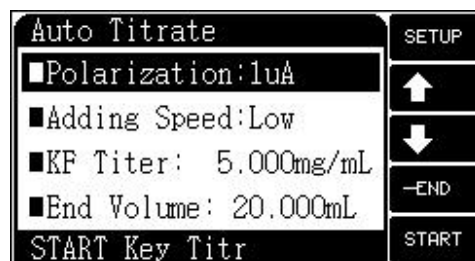 Auto Titrate
Polarization:1uA
Adding Speed:Low
KF Titer: 5.000mg/mL
End Volume: 20.000mL
START Key Titr
SETUP
—END
START